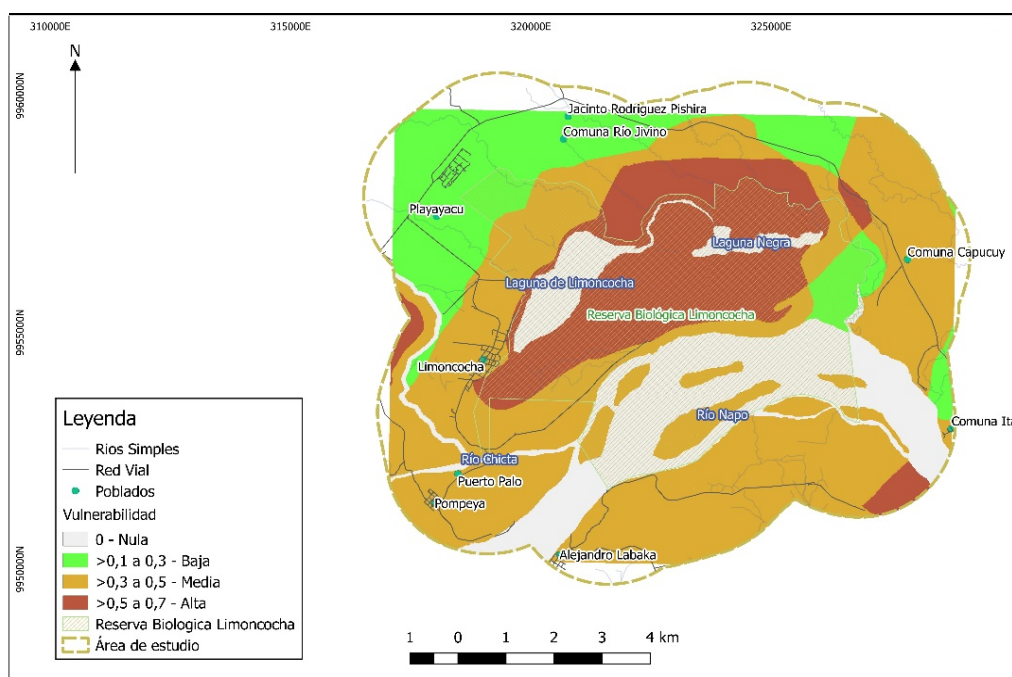 310000E
315000E
320000E
325000E
N
9960000N
9955000N
9950000N
Jacinto Rodriguez Pishira
Comuna Río Jivino
Playayacu
Laguna Negra
Comuna Capucuy
Laguna de Limoncocha
Reserva Biológica Limoncocha
Limoncocha
Río Napo
Comuna Ita
Río Chicta
Puerto Palo
Pompeya
Alejandro Labaka
Leyenda
Rios Simples
Red Vial
Poblados
Vulnerabilidad
0 - Nula
>0,1 a 0,3 - Baja
>0,3 a 0,5 - Media
>0,5 a 0,7 - Alta
Reserva Biologica Limoncocha
Área de estudio
1 0 1 2 3 4 km